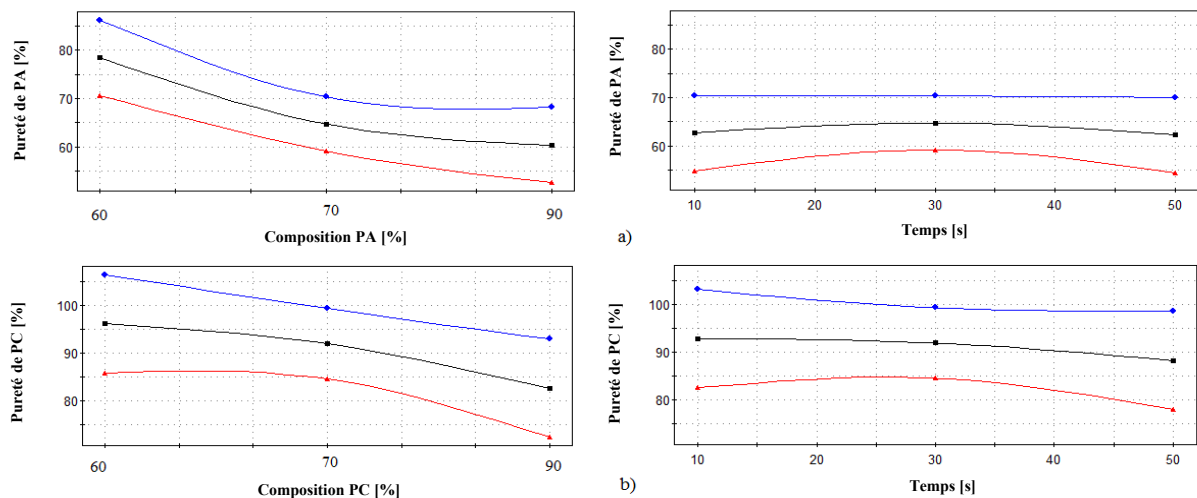 Pureté de PA [%]
80
70
60
60
70
90
Composition PA [%]
Pureté de PA [%]
80
70
60
10
20
30
40
50
Temps [s]
a)
Pureté de PC [%]
100
90
80
60
70
90
Composition PC [%]
Pureté de PC [%]
100
90
80
10
20
30
40
50
Temps [s]
b)